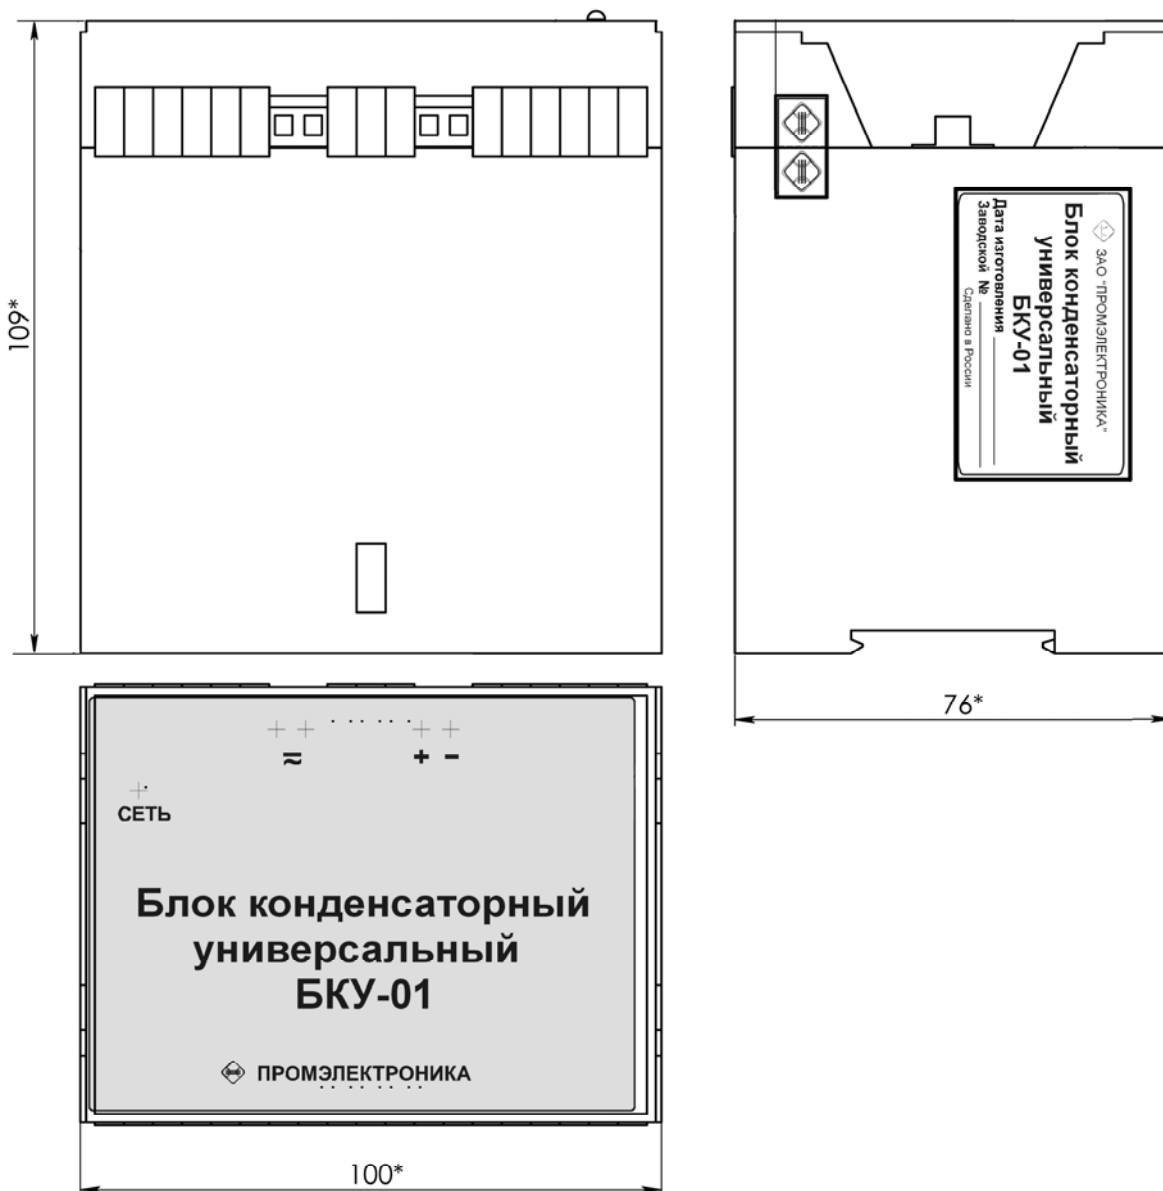 109*
ЗАО "ПРОМЭЛЕКТРОНИКА"
Блок конденсаторный
универсальный
БКУ-01
Дата изготовления
Заводской №
Сделано в России
76*
≂
+ -
СЕТЬ
Блок конденсаторный
универсальный
БКУ-01
ПРОМЭЛЕКТРОНИКА
100*